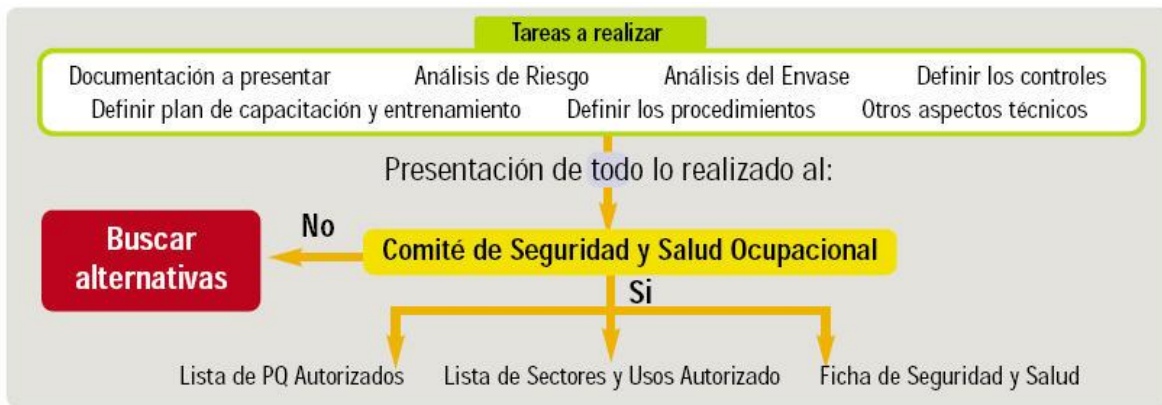 Tareas a realizar
Documentación a presentar Análisis de Riesgo Análisis del Envase Definir los controles
Definir plan de capacitación y entrenamiento Definir los procedimientos Otros aspectos técnicos
Presentación de todo lo realizado al:
Buscar
alternativas
No
Comité de Seguridad y Salud Ocupacional
Si
Lista de PQ Autorizados Lista de Sectores y Usos Autorizado Ficha de Seguridad y Salud